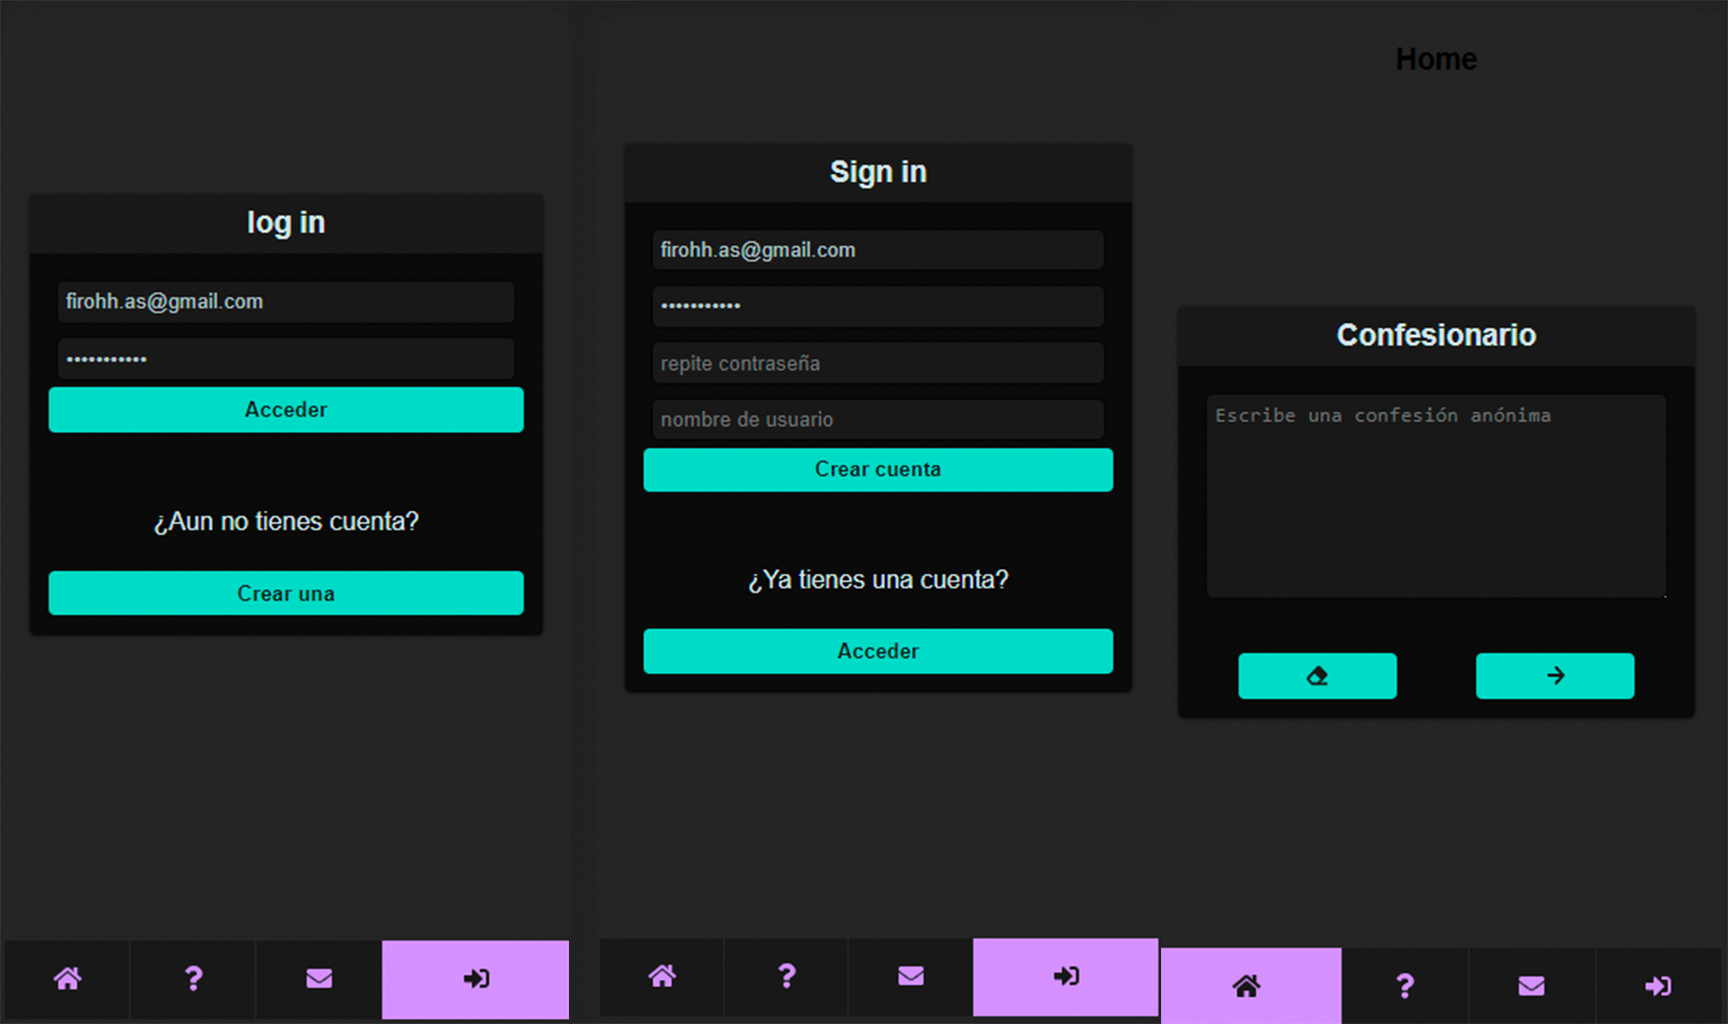 log in
firohh.as@gmail.com
•••••••••••
Acceder
¿Aun no tienes cuenta?
Crear una
Sign in
firohh.as@gmail.com
•••••••••••
repite contraseña
nombre de usuario
Crear cuenta
¿Ya tienes una cuenta?
Acceder
Home
Confesionario
Escribe una confesión anónima